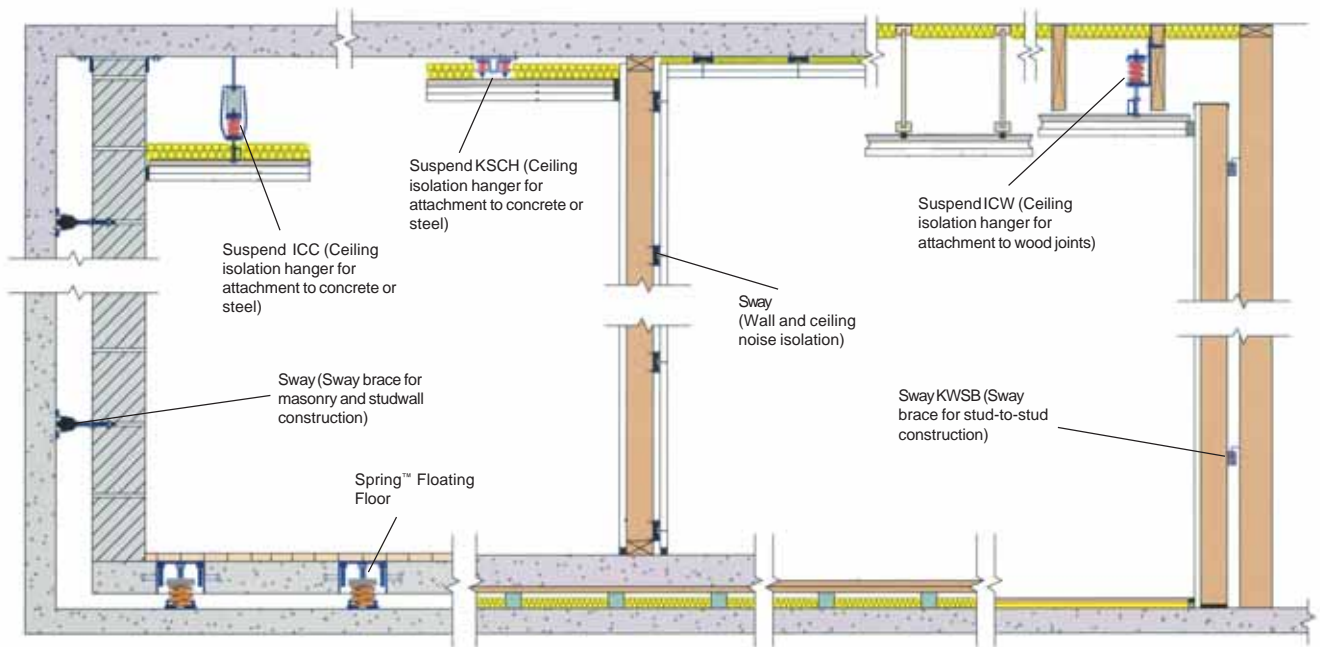 Suspend ICC (Ceiling
isolation hanger for
attachment to concrete or
steel)
Suspend KSCH (Ceiling
isolation hanger for
attachment to concrete or
steel)
Suspend ICW (Ceiling
isolation hanger for
attachment to wood joints)
Sway
(Wall and ceiling
noise isolation)
Sway (Sway brace for
masonry and studwall
construction)
Sway KWSB (Sway
brace for stud-to-stud
construction)
Spring™ Floating
Floor